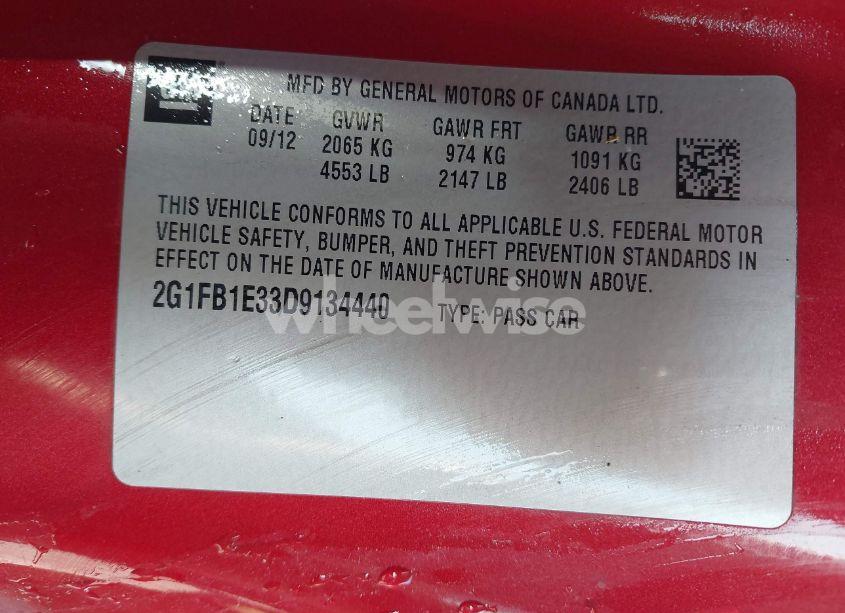 GM
MFD BY GENERAL MOTORS OF CANADA LTD.
DATE GVWR GAWR FRT GAWR RR
09/12 2065 KG 974 KG 1091 KG
4553 LB 2147 LB 2406 LB
THIS VEHICLE CONFORMS TO ALL APPLICABLE U.S. FEDERAL MOTOR
VEHICLE SAFETY, BUMPER, AND THEFT PREVENTION STANDARDS IN
EFFECT ON THE DATE OF MANUFACTURE SHOWN ABOVE.
2G1FB1E33D9134440 TYPE: PASS CAR
wheelwise